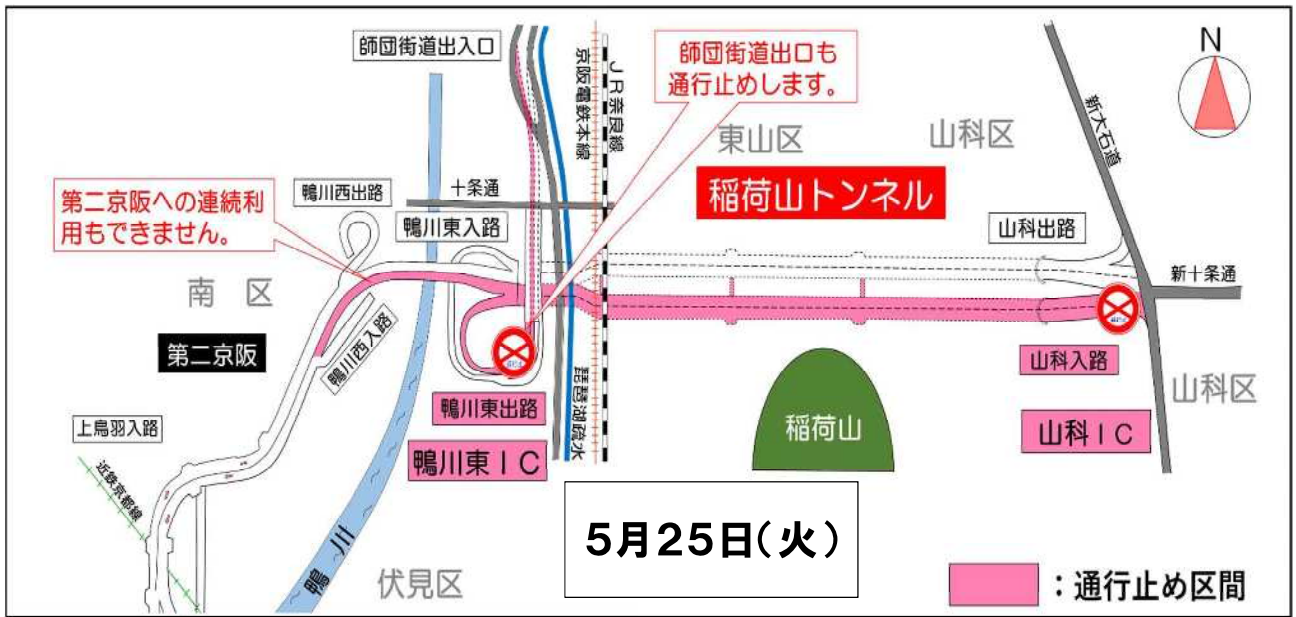 師団街道出入口
師団街道出口も
通行止めします。
N
JR奈良線
京阪電鉄本線
東山区
山科区
新大石道
稲荷山トンネル
第二京阪への連続利
用もできません。
鴨川西出路
十条通
鴨川東入路
山科出路
新十条通
南 区
第二京阪
鴨川西入路
鴨川東出路
鴨川東IC
琵琶湖疏水
稲荷山
山科入路
山科IC
山科区
上鳥羽入路
近鉄京都線
鴨川
伏見区
5月25日(火)
:通行止め区間